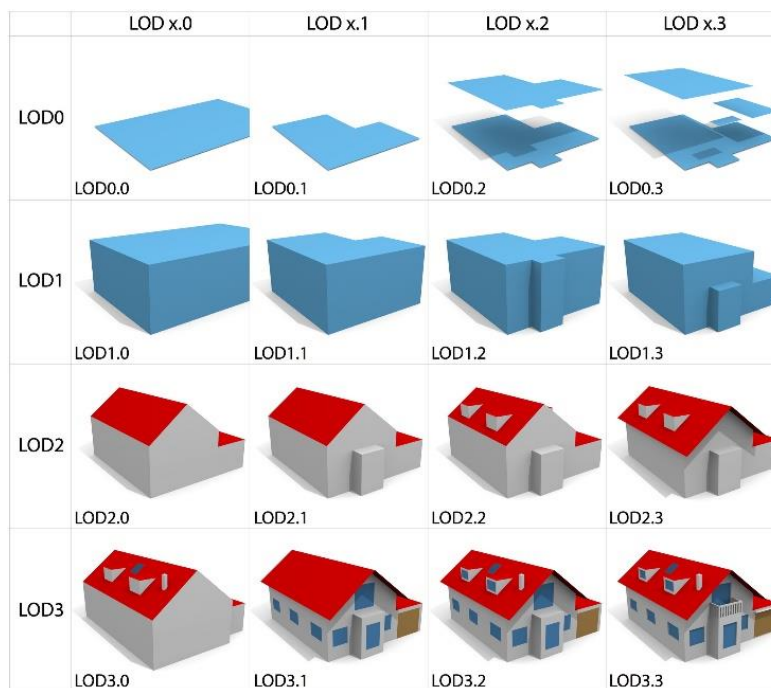 LOD x.0 LOD x.1 LOD x.2 LOD x.3
LOD0
LOD0.0 LOD0.1 LOD0.2 LOD0.3
LOD1
LOD1.0 LOD1.1 LOD1.2 LOD1.3
LOD2
LOD2.0 LOD2.1 LOD2.2 LOD2.3
LOD3
LOD3.0 LOD3.1 LOD3.2 LOD3.3